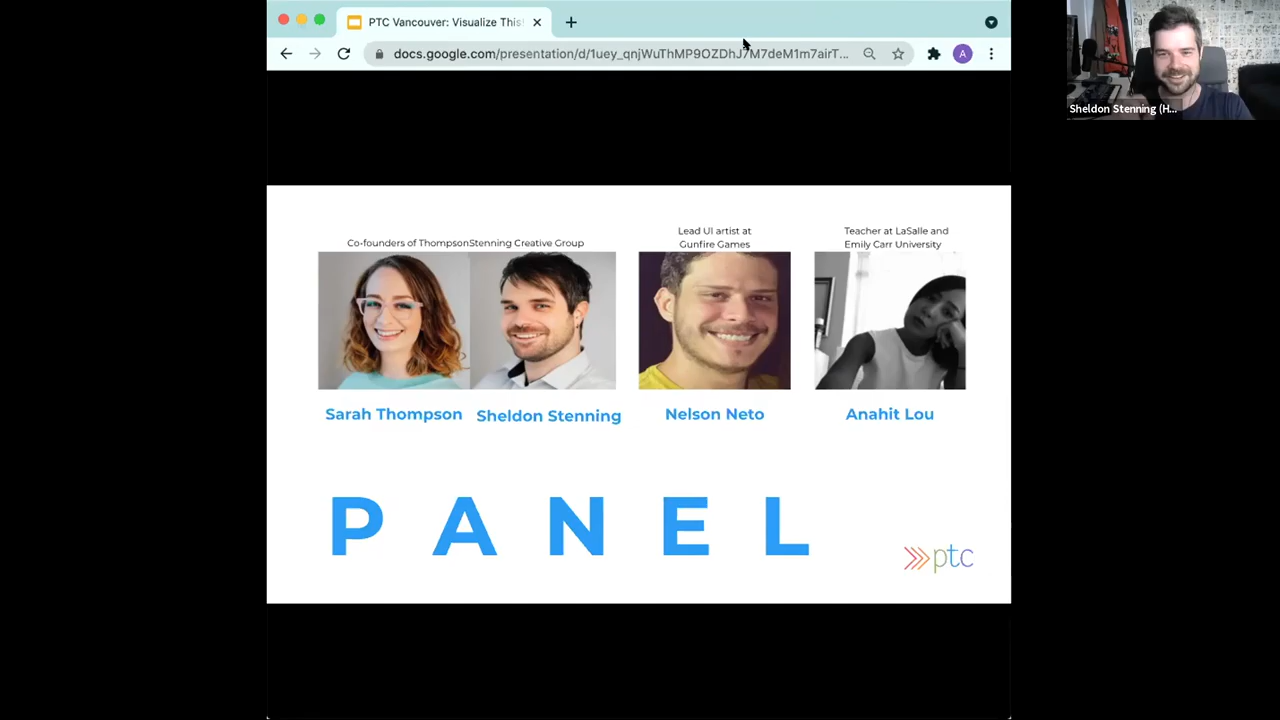 PTC Vancouver: Visualize This!
docs.google.com/presentation/d/1uey_qnjWuThMP9OZDhJ7M7deM1m7airT...
A
Sheldon Stenning (H...
Co-founders of ThompsonStenning Creative Group
Lead UI artist at
Gunfire Games
Teacher at LaSalle and
Emily Carr University
Sarah Thompson
Sheldon Stenning
Nelson Neto
Anahit Lou
PANEL
ptc